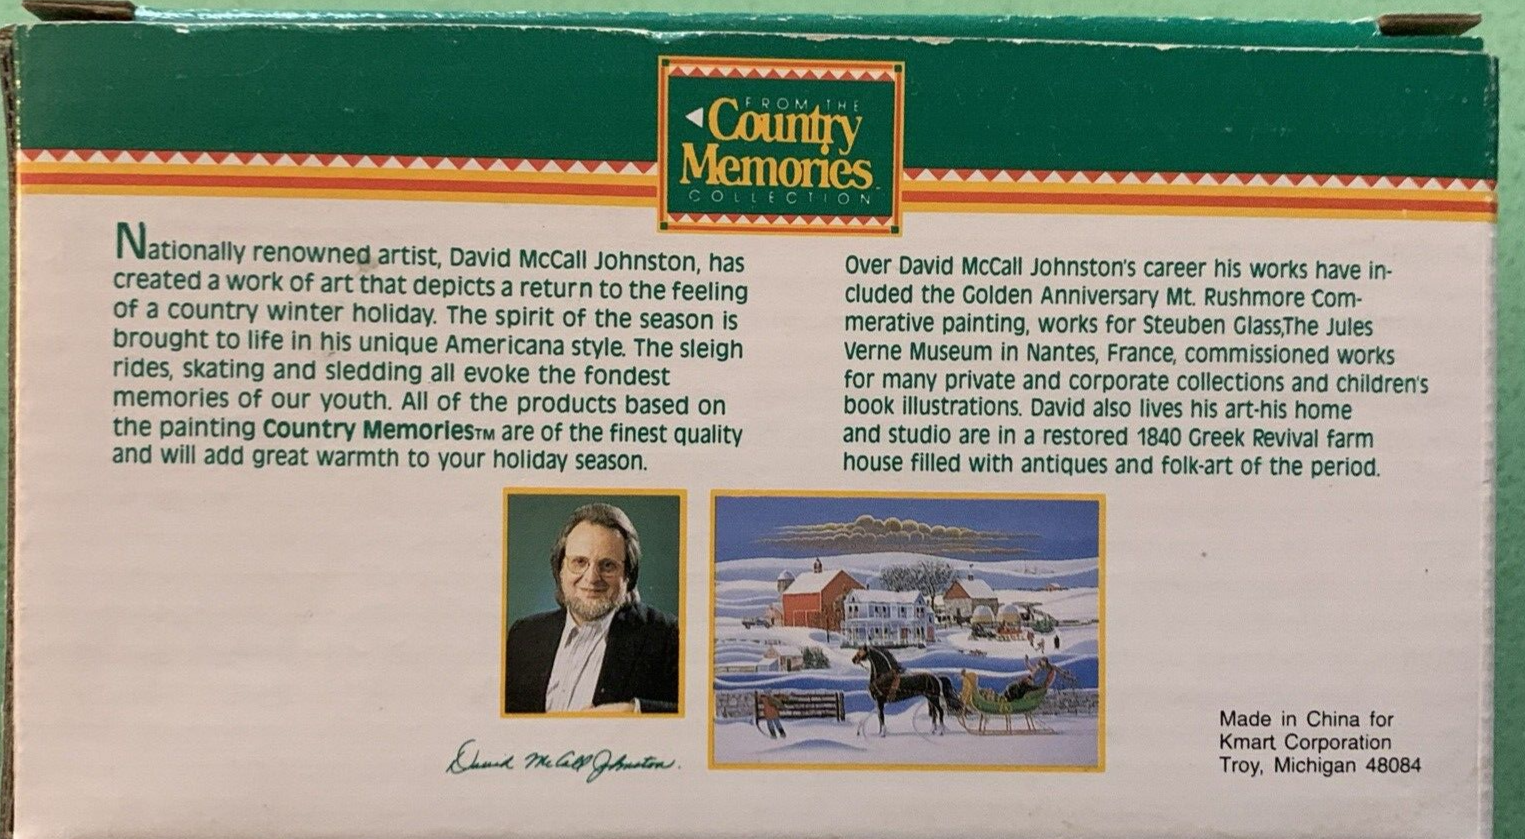 FROM THE
Country
Memories
COLLECTION
Nationally renowned artist, David McCall Johnston, has
created a work of art that depicts a return to the feeling
of a country winter holiday. The spirit of the season is
brought to life in his unique Americana style. The sleigh
rides, skating and sledding all evoke the fondest
memories of our youth. All of the products based on
the painting Country Memories™ are of the finest quality
and will add great warmth to your holiday season.
Over David McCall Johnston's career his works have in-
cluded the Golden Anniversary Mt. Rushmore Com-
merative painting, works for Steuben Glass,The Jules
Verne Museum in Nantes, France, commissioned works
for many private and corporate collections and children's
book illustrations. David also lives his art-his home
and studio are in a restored 1840 Greek Revival farm
house filled with antiques and folk-art of the period.
David McCall Johnston.
Made in China for
Kmart Corporation
Troy, Michigan 48084